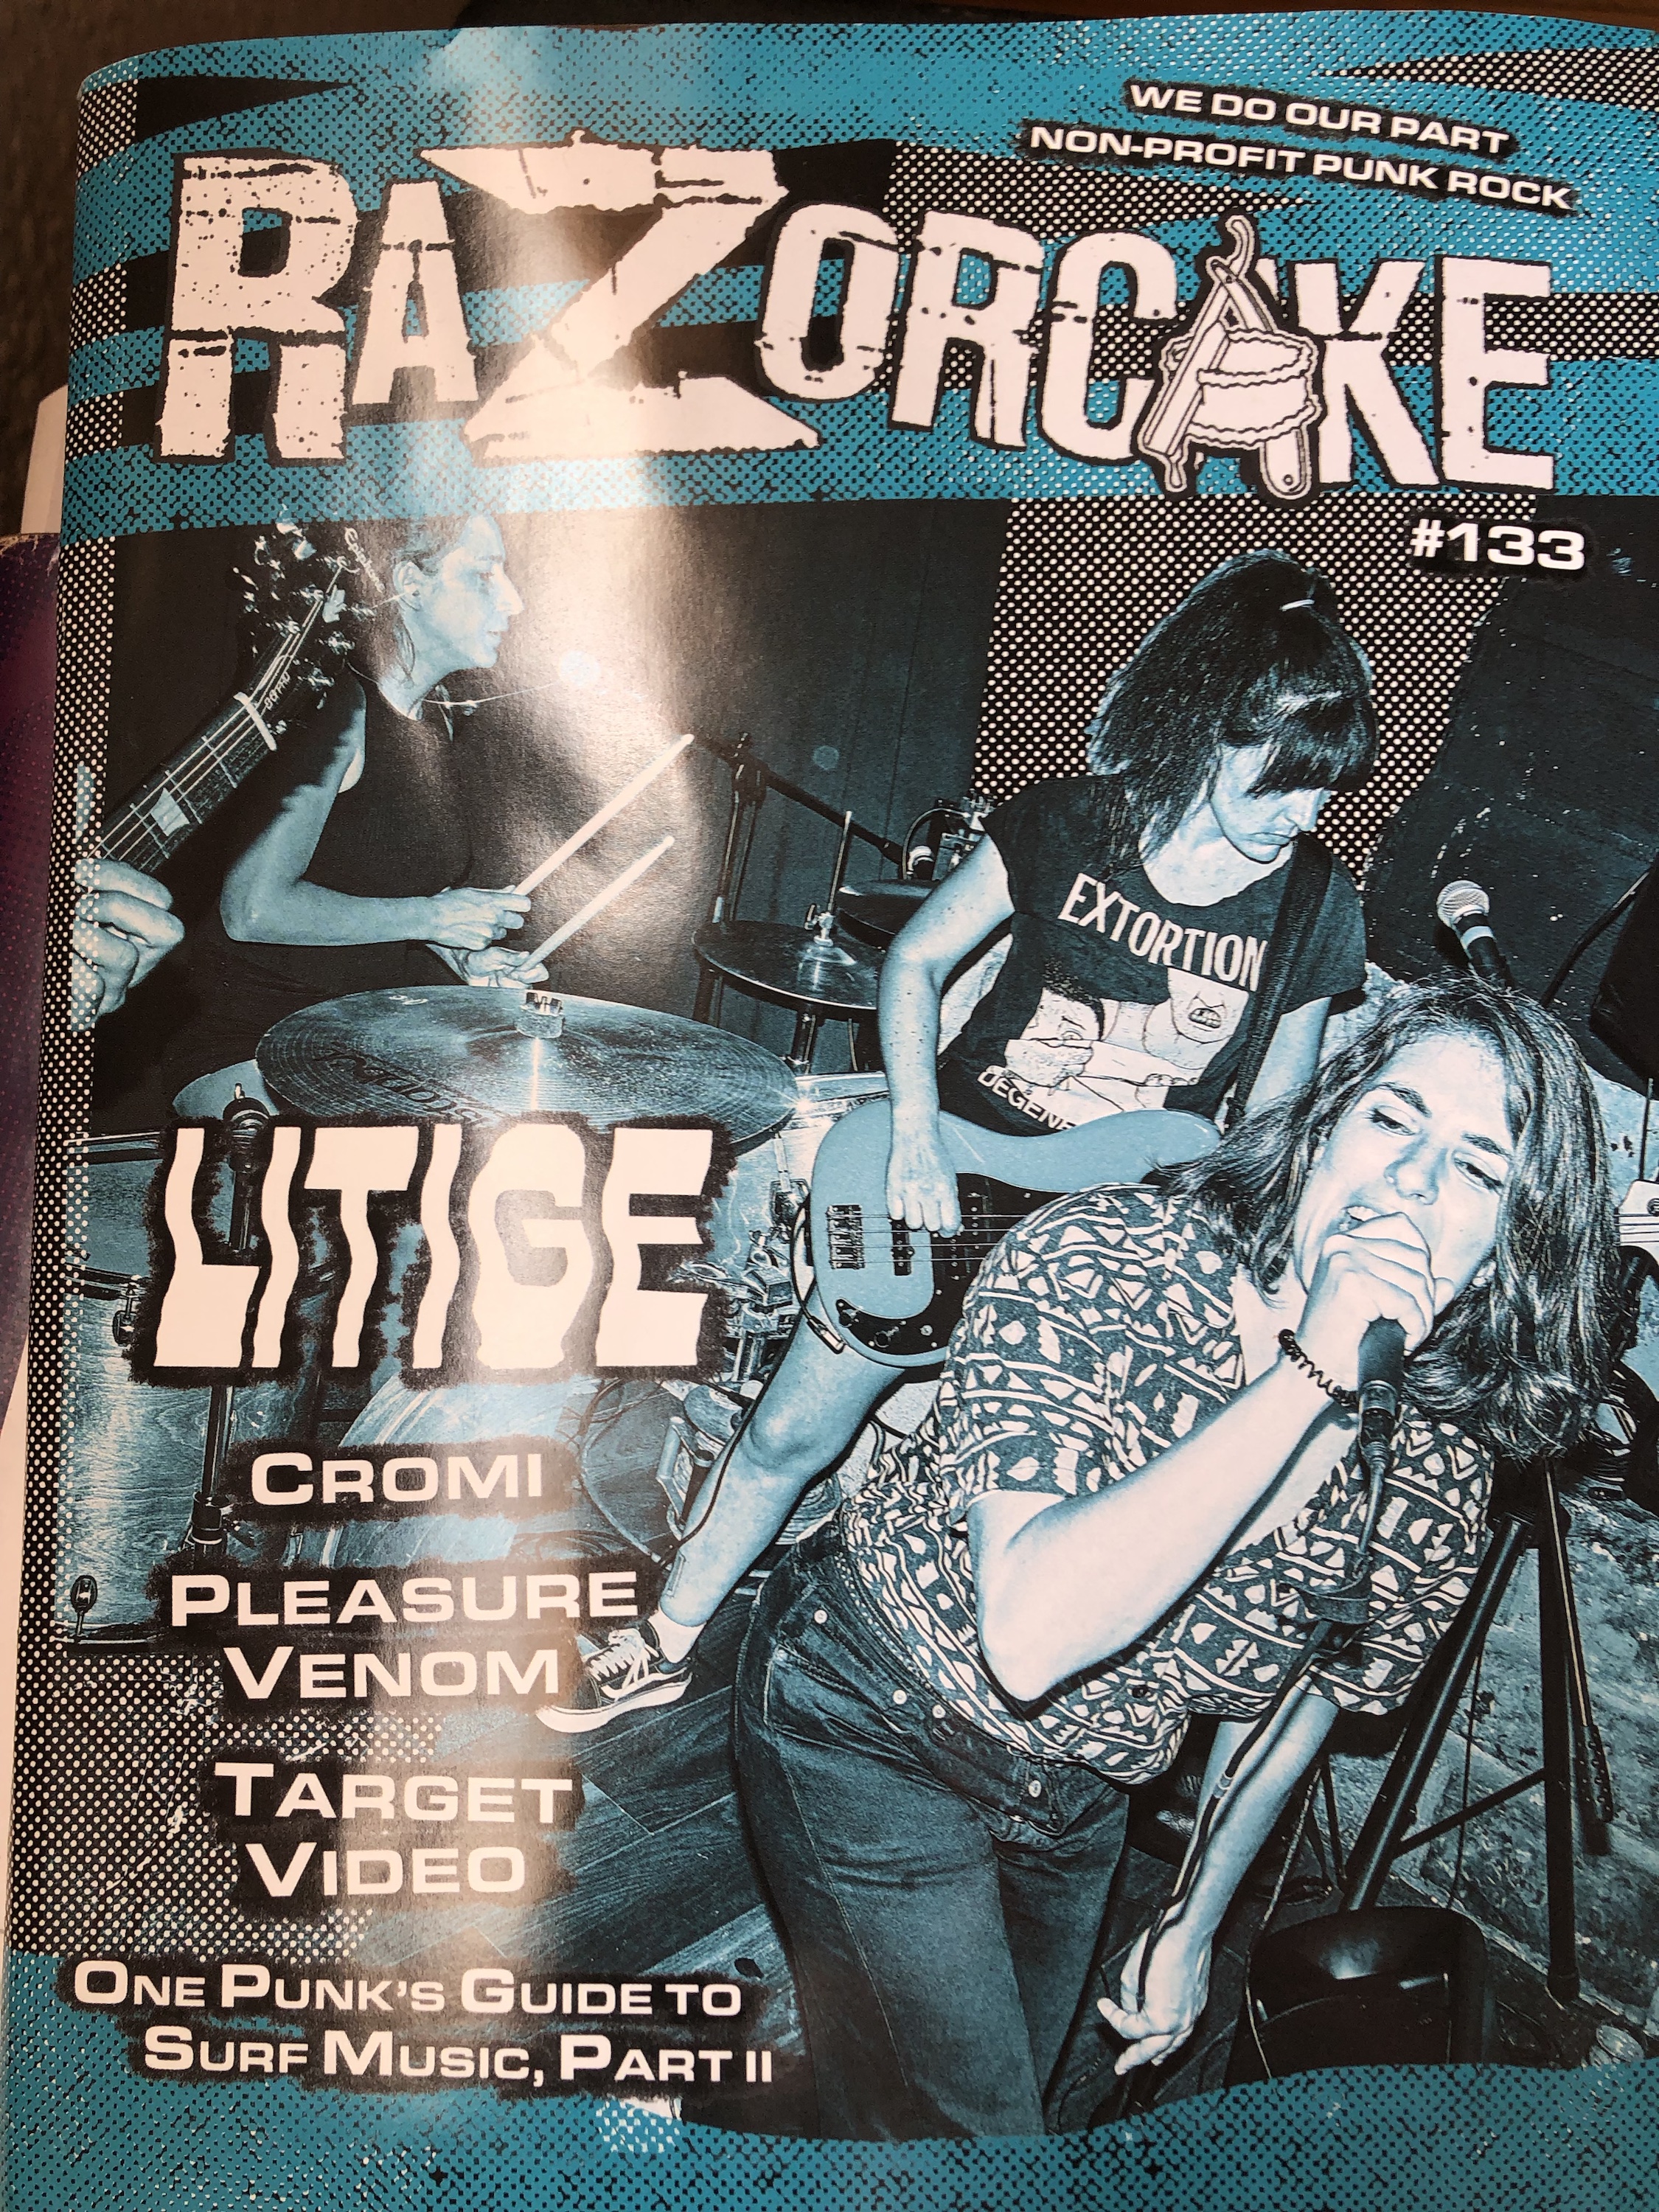 WE DO OUR PART
NON-PROFIT PUNK ROCK
RAZORCAKE
#133
EXTORTION
LITIGE
CROMI
PLEASURE
VENOM
TARGET
VIDEO
ONE PUNK'S GUIDE TO
SURF MUSIC, PART II